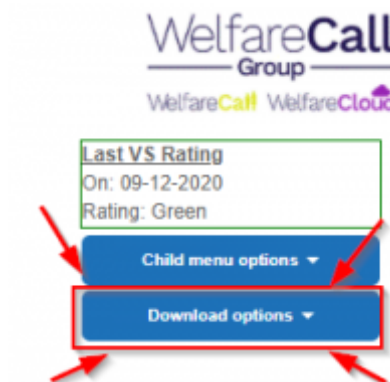 WelfareCall
Group
WelfareCall WelfareCloud
Last VS Rating
On: 09-12-2020
Rating: Green
Child menu options
Download options